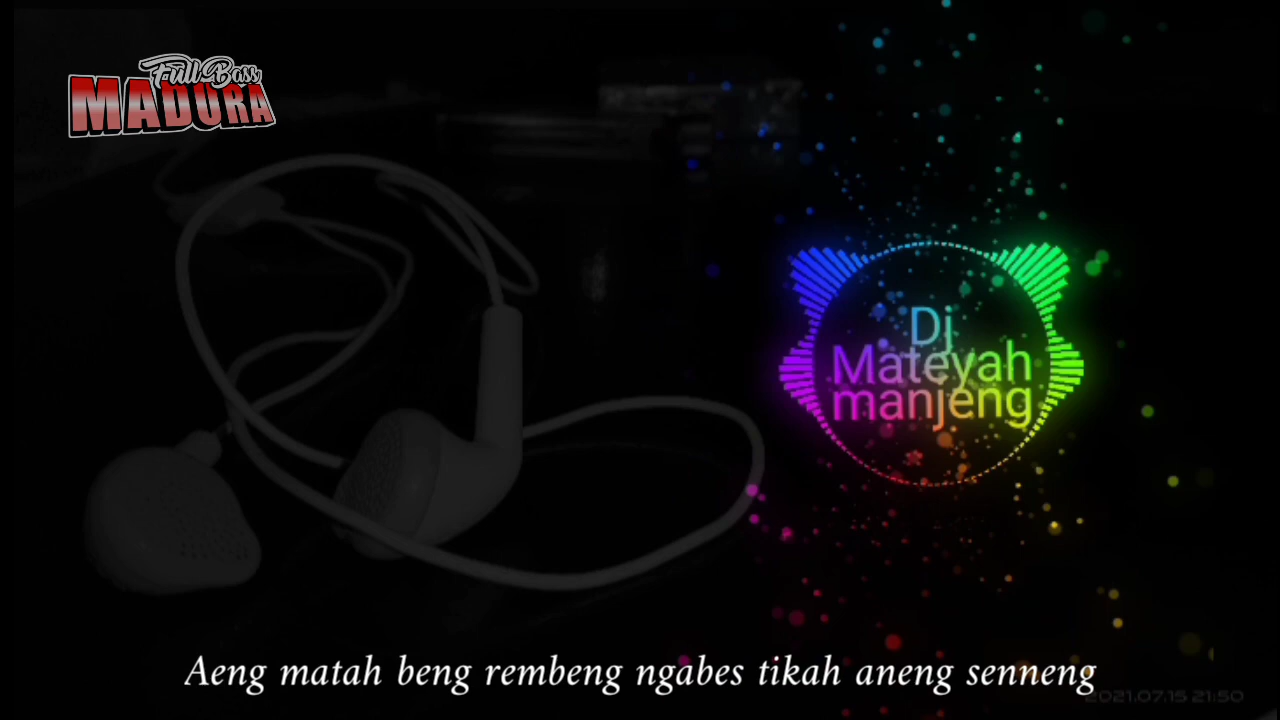 Full Bass
MADURA
Dj
Mateyah
manjeng
Aeng matah beng rembeng ngabes tikah aneng senneng
2021.07.15 21:50